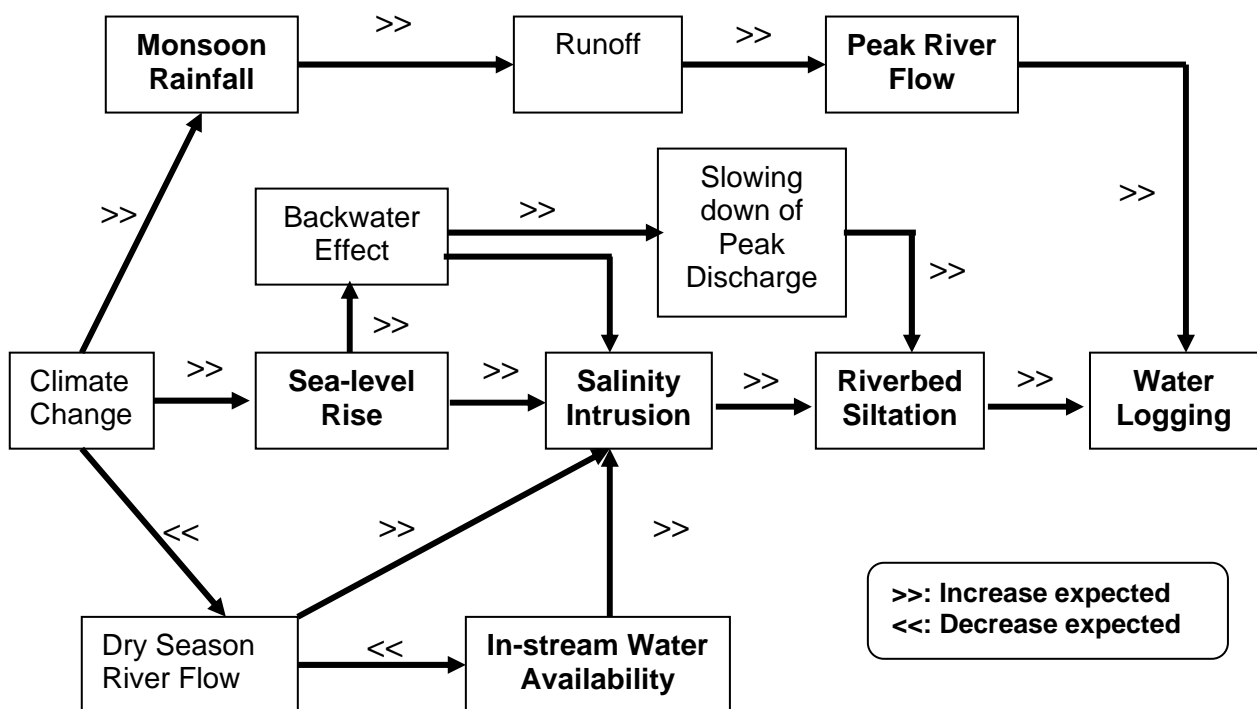 >>
>>
Monsoon
Rainfall
Runoff
Peak River
Flow
>>
Backwater
Effect
>>
Slowing
down of
Peak
Discharge
>>
>>
>>
Climate
Change
>>
Sea-level
Rise
>>
Salinity
Intrusion
>>
Riverbed
Siltation
>>
Water
Logging
<<
>>
>>
Dry Season
River Flow
<<
In-stream Water
Availability
>>: Increase expected
<<: Decrease expected